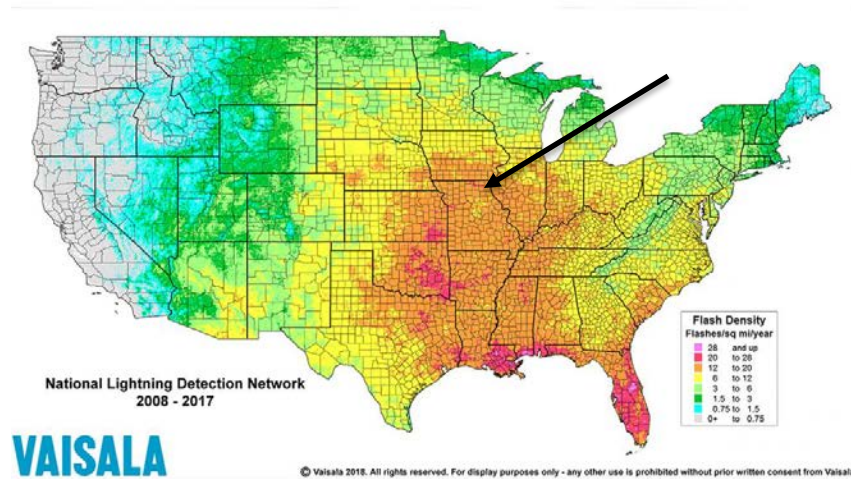 Flash Density
Flashes/sq mi/year
28 and up
20 to 28
12 to 20
6 to 12
3 to 6
1.5 to 3
0.75 to 1.5
0+ to 0.75
National Lightning Detection Network
2008 - 2017
VAISALA
© Vaisala 2018. All rights reserved. For display purposes only - any other use is prohibited without prior written consent from Vaisala